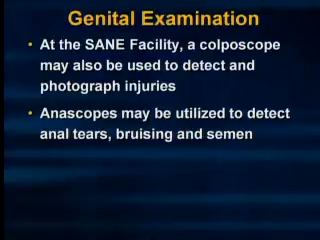 Genital Examination
• At the SANE Facility, a colposcope
may also be used to detect and
photograph injuries
• Anascopes may be utilized to detect
anal tears, bruising and semen